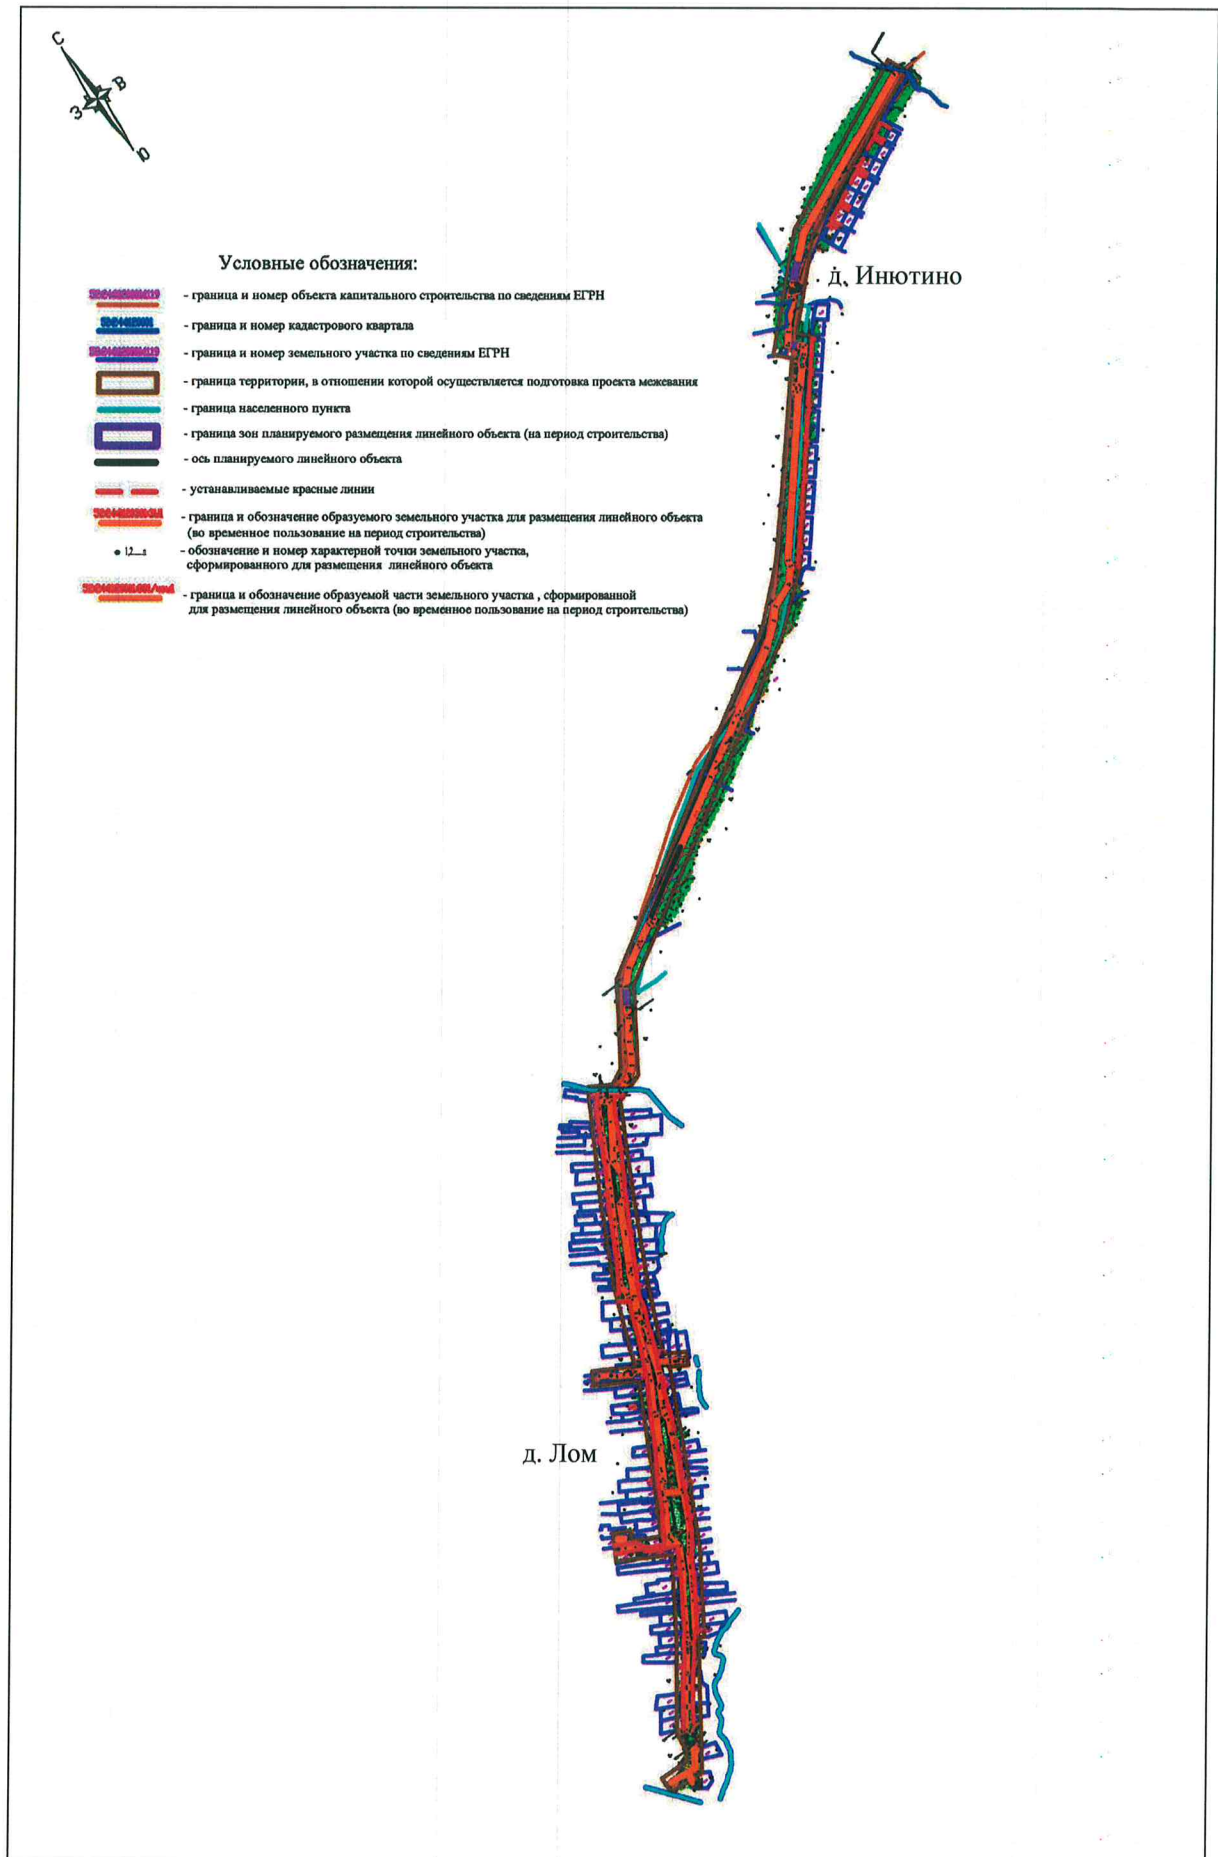 С
В
З
Ю
Условные обозначения:
- граница и номер объекта капитального строительства по сведениям ЕГРН
- граница и номер кадастрового квартала
- граница и номер земельного участка по сведениям ЕГРН
- граница территории, в отношении которой осуществляется подготовка проекта межевания
- граница населенного пункта
- граница зон планируемого размещения линейного объекта (на период строительства)
- ось планируемого линейного объекта
- устанавливаемые красные линии
- граница и обозначение образуемого земельного участка для размещения линейного объекта
(во временное пользование на период строительства)
- обозначение и номер характерной точки земельного участка,
сформированного для размещения линейного объекта
- граница и обозначение образуемой части земельного участка , сформированной
для размещения линейного объекта (во временное пользование на период строительства)
д. Инютино
д. Лом